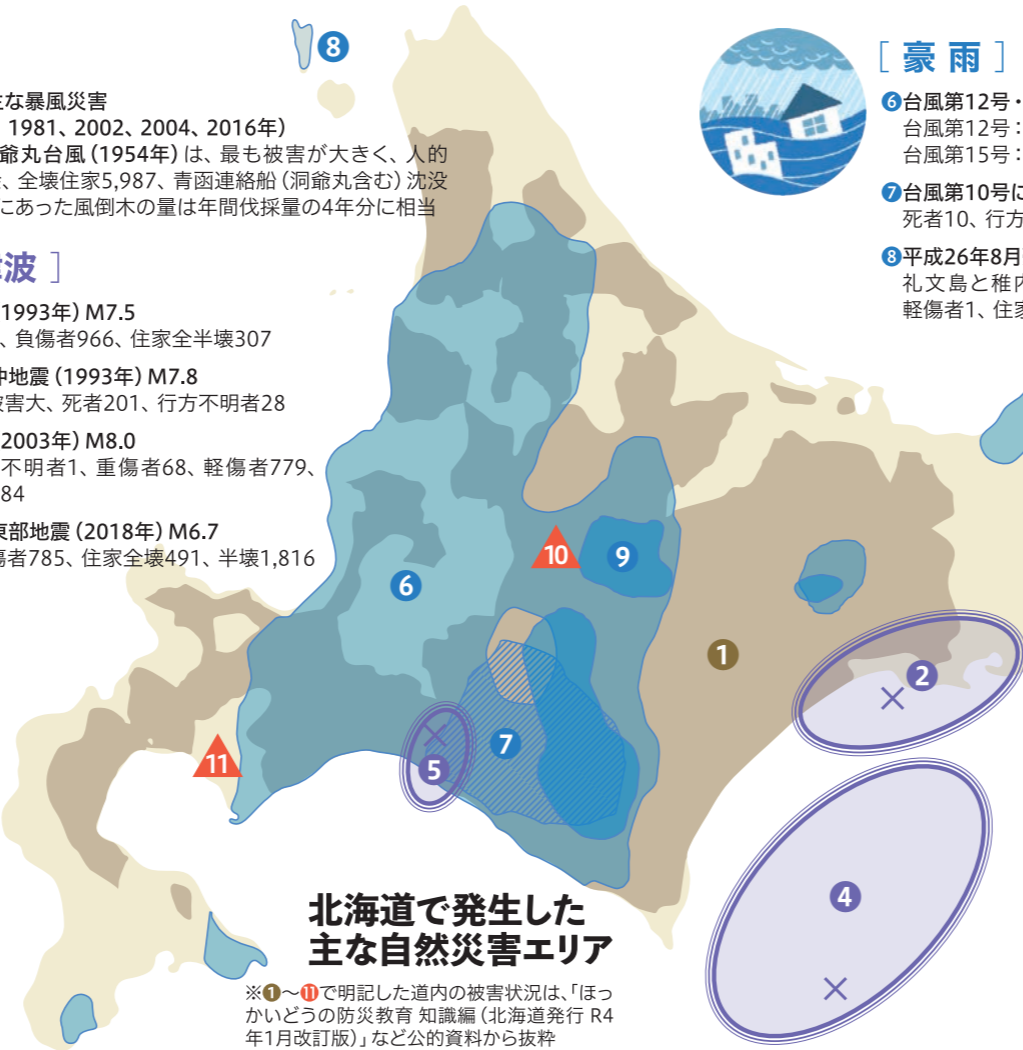 主な暴風災害
1981、2002、2004、2016年)
爺丸台風(1954年)は、最も被害が大きく、人的
、全壊住家5,987、青函連絡船(洞爺丸含む)沈没
にあった風倒木の量は年間伐採量の4年分に相当
津波］
1993年)M7.5
、負傷者966、住家全半壊307
沖地震(1993年)M7.8
被害大、死者201、行方不明者28
2003年)M8.0
不明者1、重傷者68、軽傷者779、
84
東部地震(2018年)M6.7
傷者785、住家全壊491、半壊1,816
［豪雨］
❻台風第12号・
台風第12号：
台風第15号：
❼台風第10号に
死者10、行方
❽平成26年8月
礼文島と稚内
軽傷者1、住家
8
10
9
6
1
2
7
11
5
4
北海道で発生した
主な自然災害エリア
※❶～⓫で明記した道内の被害状況は、「ほっ
かいどうの防災教育 知識編(北海道発行 R4
年1月改訂版)」など公的資料から抜粋